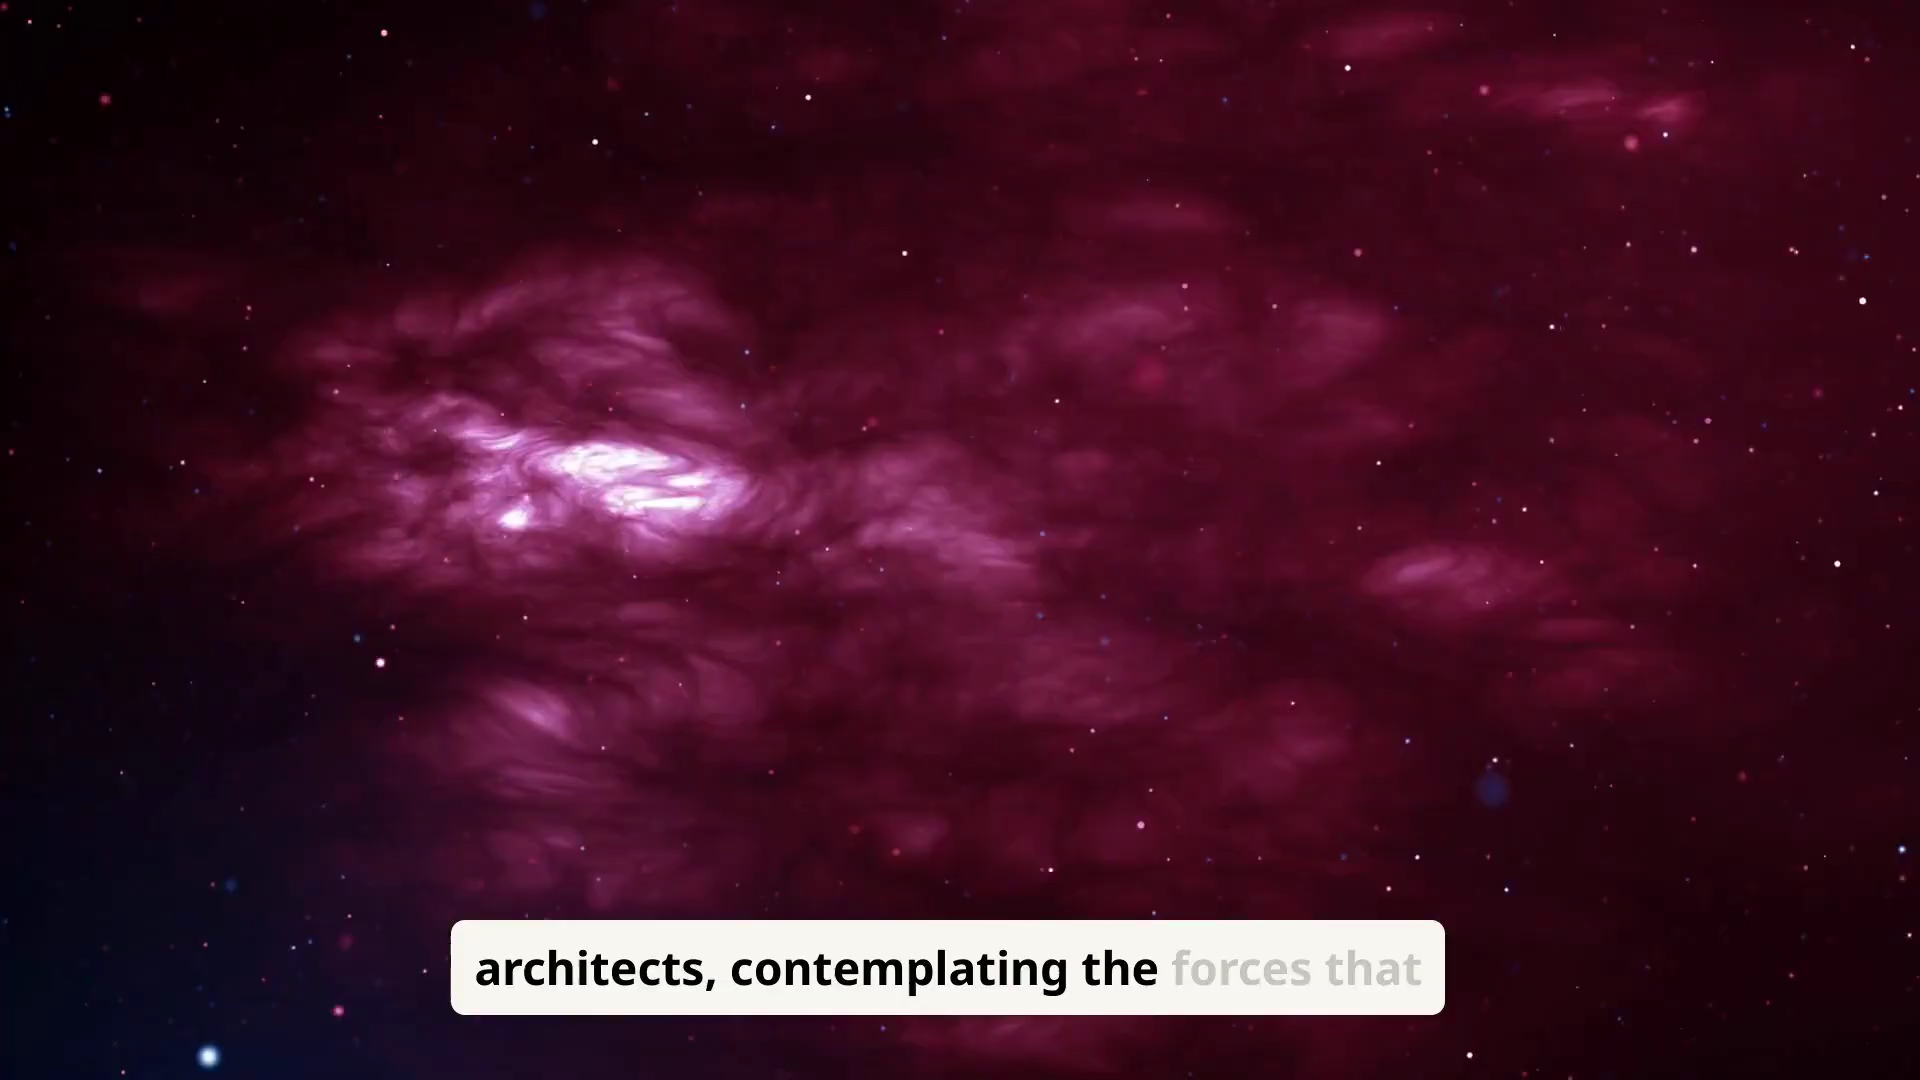 architects, contemplating the forces that